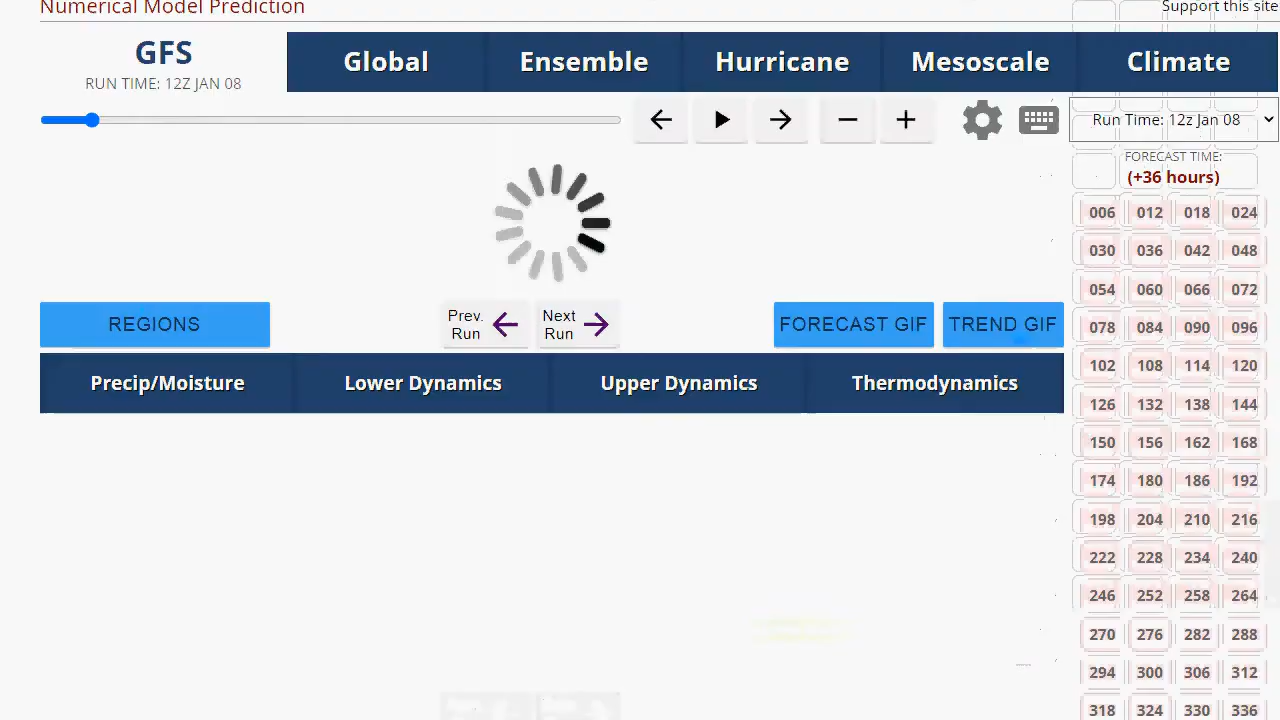 Numerical Model Prediction
Support this site
GFS
RUN TIME: 12Z JAN 08
Global
Ensemble
Hurricane
Mesoscale
Climate
Run Time: 12z Jan 08
FORECAST TIME:
(+36 hours)
006 012 018 024
030 036 042 048
054 060 066 072
078 084 090 096
102 108 114 120
126 132 138 144
150 156 162 168
174 180 186 192
198 204 210 216
222 228 234 240
246 252 258 264
270 276 282 288
294 300 306 312
318 324 330 336
REGIONS
Prev. Run
Next Run
FORECAST GIF
TREND GIF
Precip/Moisture
Lower Dynamics
Upper Dynamics
Thermodynamics